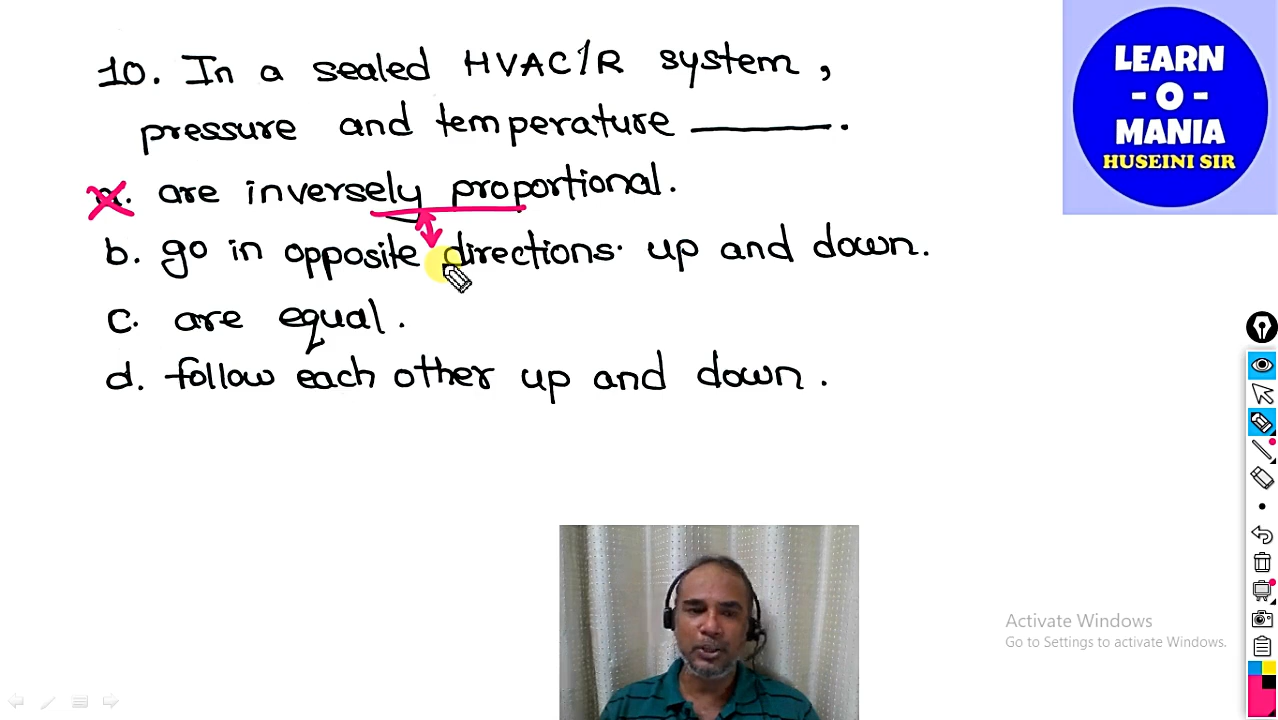 10. In a sealed HVAC/R system,
pressure and temperature ______.
a. are inversely proportional.
b. go in opposite directions. up and down.
c. are equal.
d. follow each other up and down.
LEARN
-O-
MANIA
HUSEINI SIR
Activate Windows
Go to Settings to activate Windows.